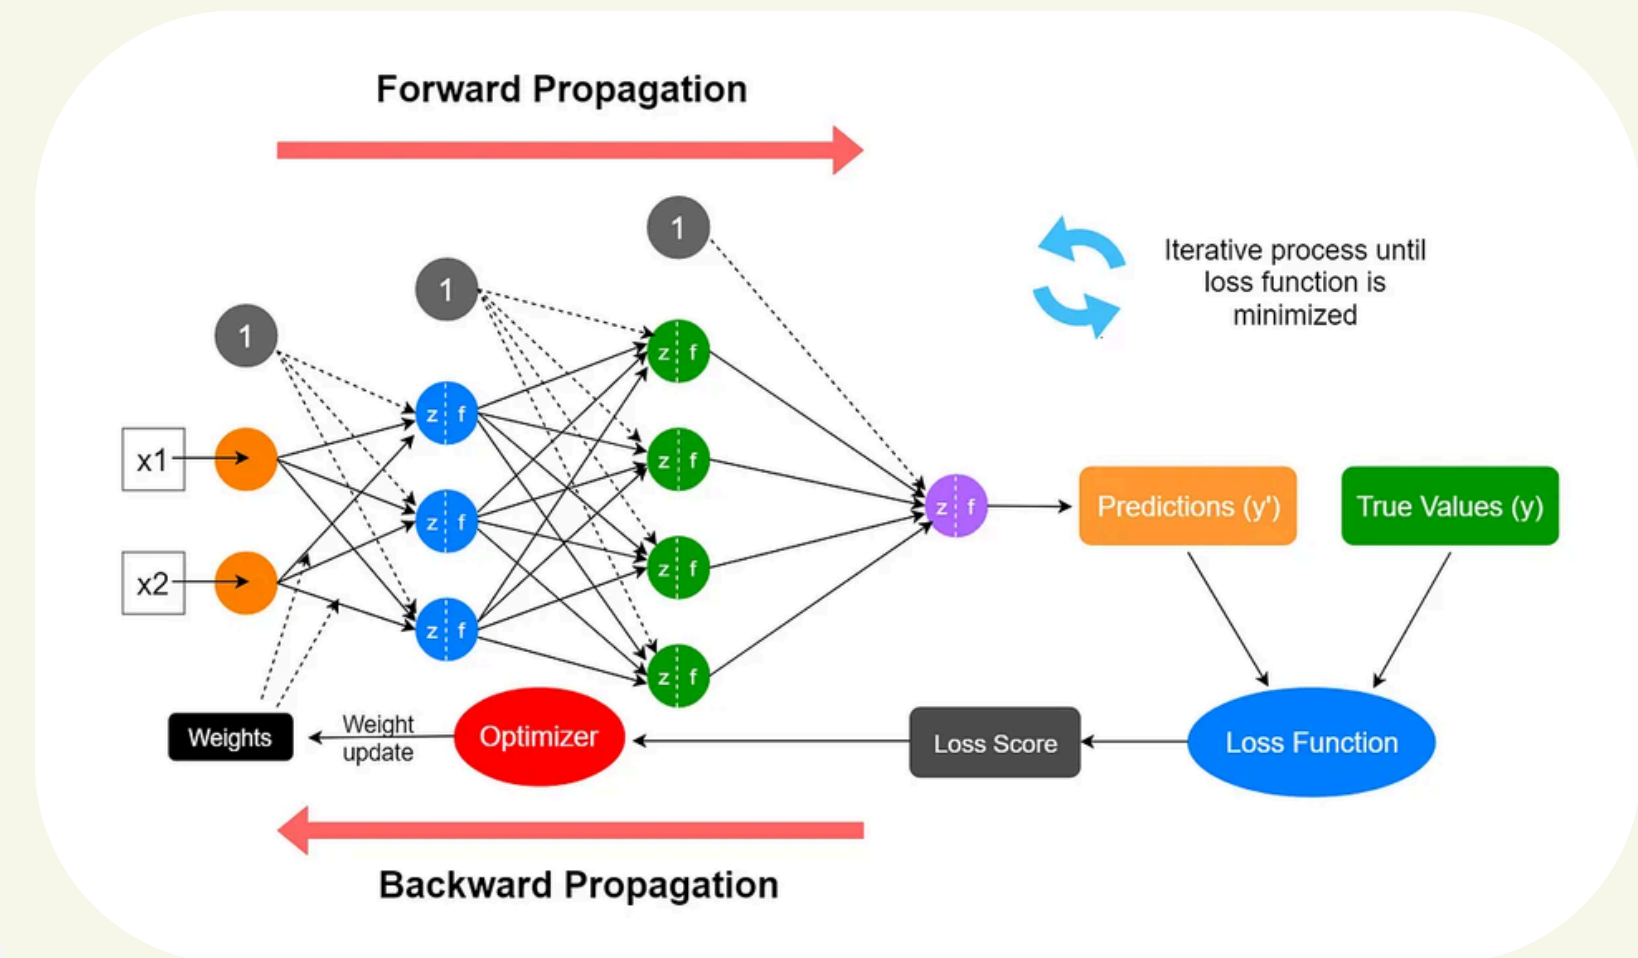 Forward Propagation
1
1
1
Iterative process until
loss function is
minimized
x1
x2
z f
z f
z f
z f
z f
z f
z f
z f
Predictions (y')
True Values (y)
Weights
Weight
update
Optimizer
Loss Score
Loss Function
Backward Propagation